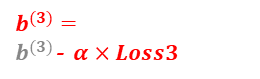 b⁽³⁾ =
b⁽³⁾ - α × Loss3